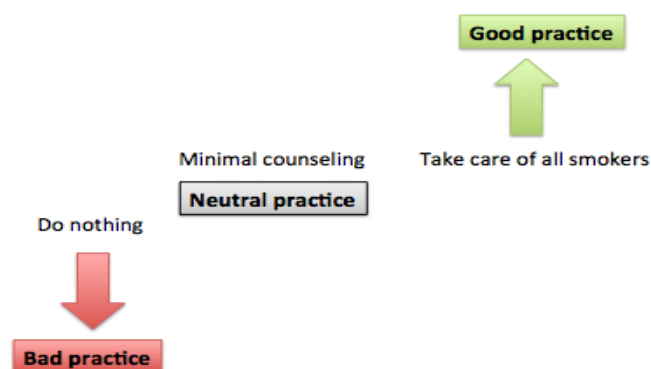 Good practice
Minimal counseling
Take care of all smokers
Neutral practice
Do nothing
Bad practice